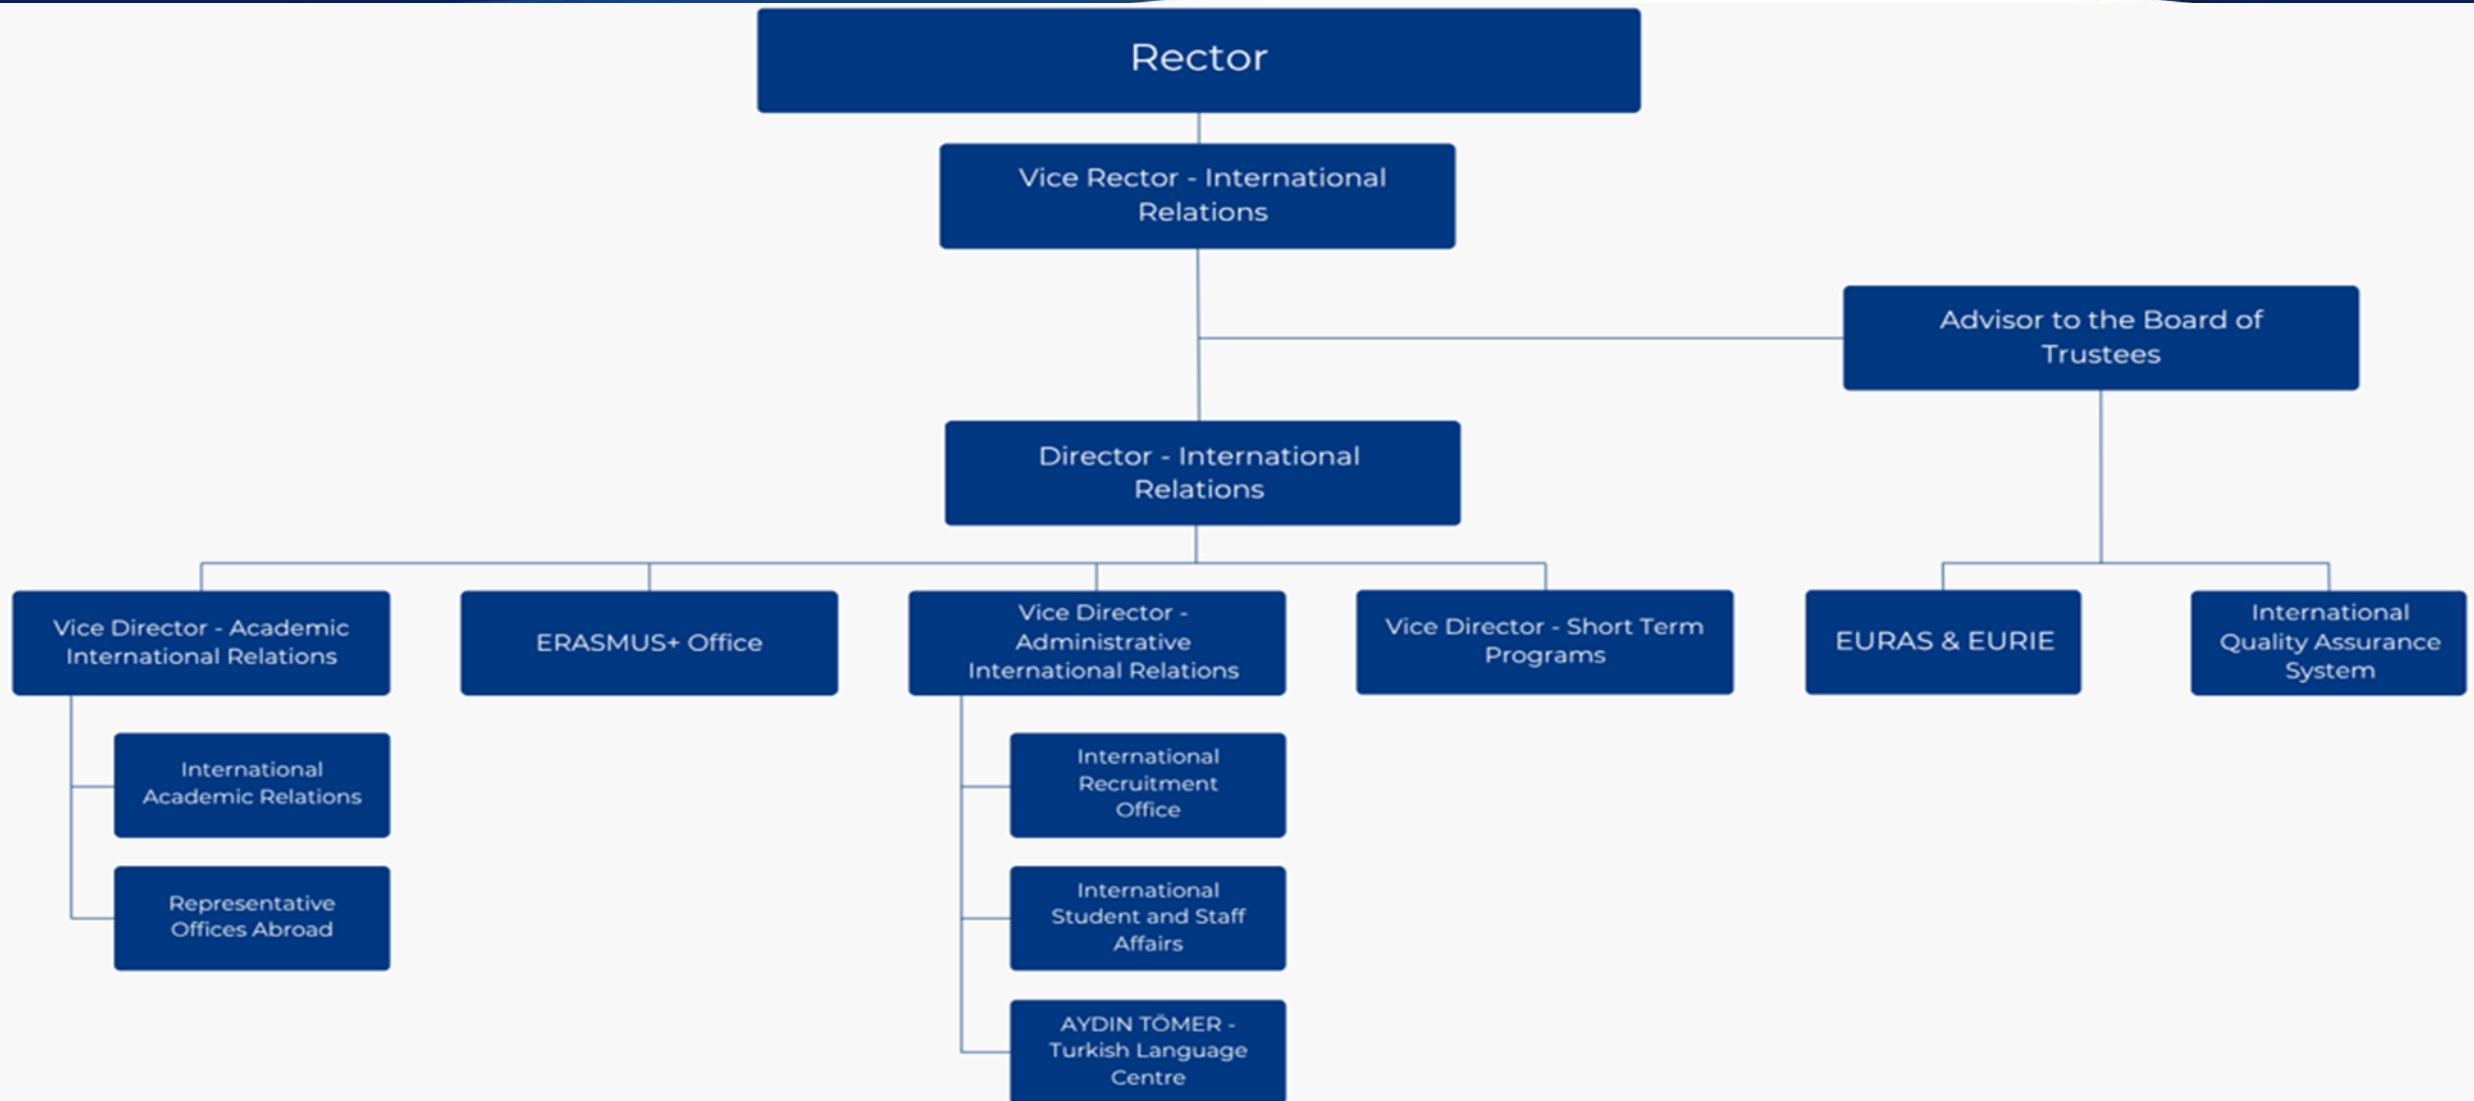 Rector
Vice Rector - International
Relations
Advisor to the Board of
Trustees
Director - International
Relations
Vice Director - Academic
International Relations
ERASMUS+ Office
Vice Director -
Administrative
International Relations
Vice Director - Short Term
Programs
EURAS & EURIE
International
Quality Assurance
System
International
Academic Relations
Representative
Offices Abroad
International
Recruitment
Office
International
Student and Staff
Affairs
AYDIN TÖMER -
Turkish Language
Centre